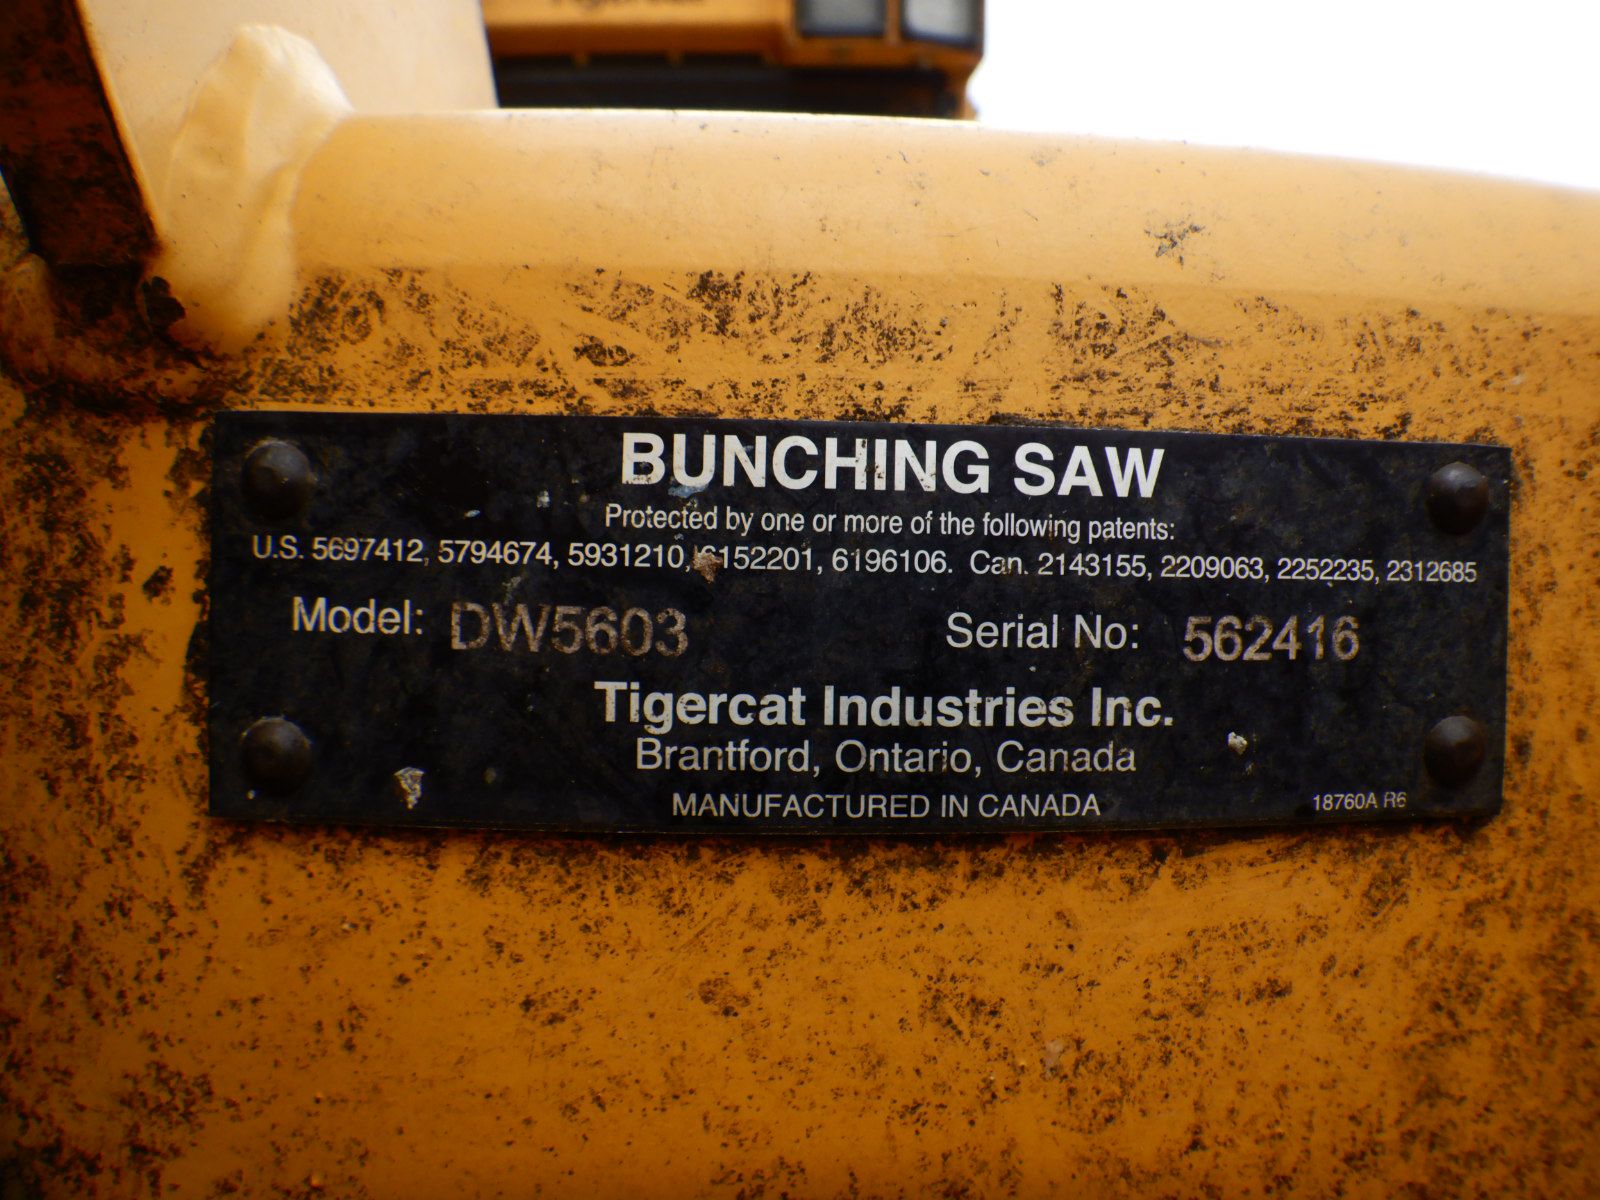 BUNCHING SAW
Protected by one or more of the following patents:
U.S. 5697412, 5794674, 5931210, 6152201, 6196106. Can. 2143155, 2209063, 2252235, 2312685
Model: DW5603 Serial No: 562416
Tigercat Industries Inc.
Brantford, Ontario, Canada
MANUFACTURED IN CANADA 18760A R6